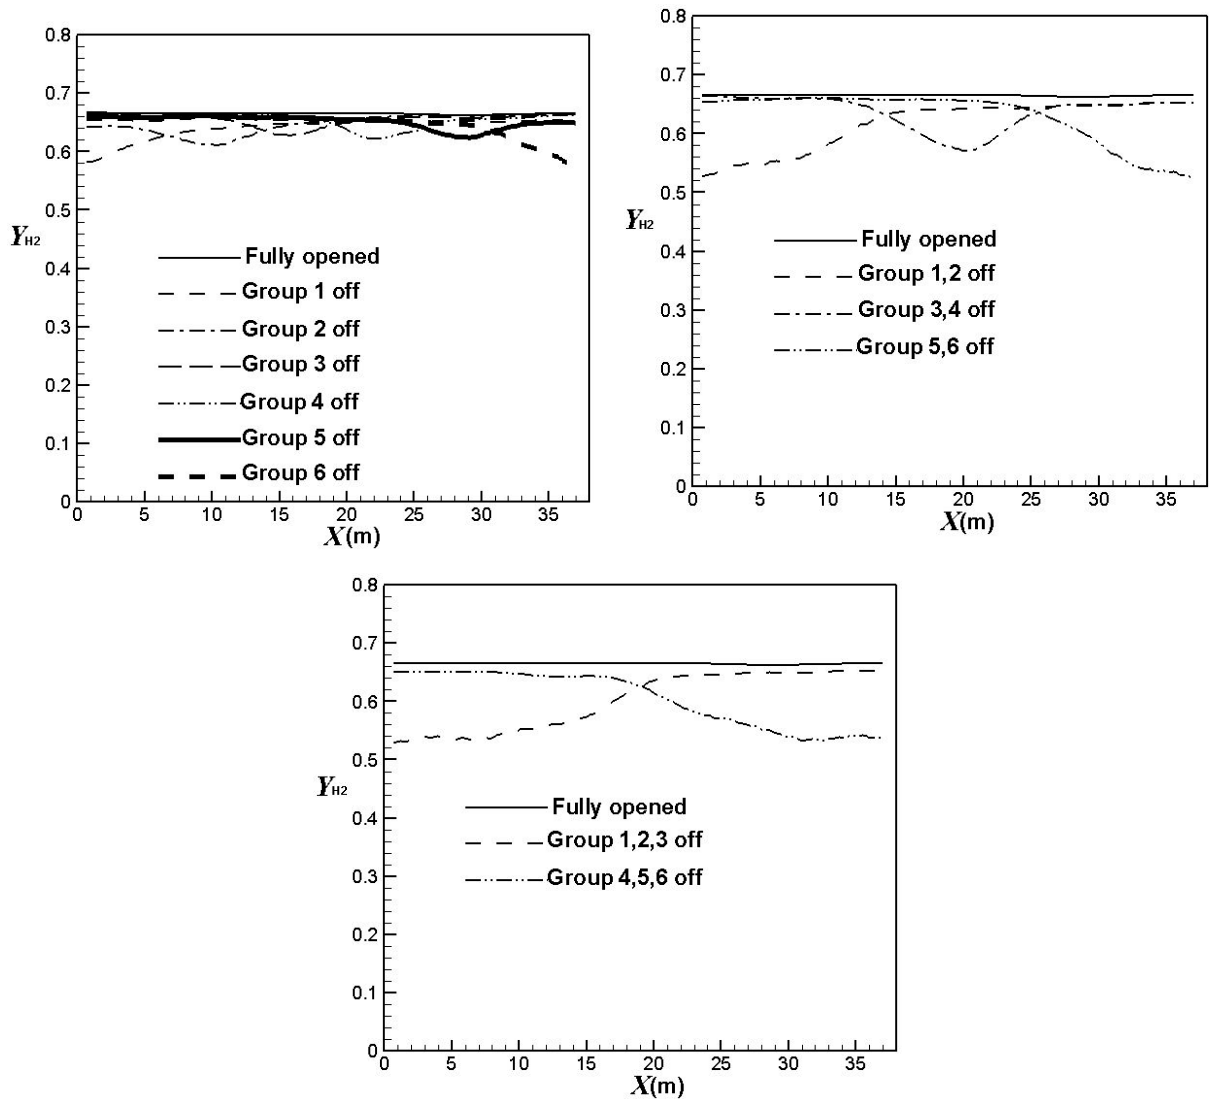 0.8
0.7
0.6
0.5
0.4
0.3
0.2
0.1
0
YH2
Fully opened
Group 1 off
Group 2 off
Group 3 off
Group 4 off
Group 5 off
Group 6 off
0 5 10 15 20 25 30 35
X(m)
0.8
0.7
0.6
0.5
0.4
0.3
0.2
0.1
0
YH2
Fully opened
Group 1,2 off
Group 3,4 off
Group 5,6 off
0 5 10 15 20 25 30 35
X(m)
0.8
0.7
0.6
0.5
0.4
0.3
0.2
0.1
0
YH2
Fully opened
Group 1,2,3 off
Group 4,5,6 off
0 5 10 15 20 25 30 35
X(m)